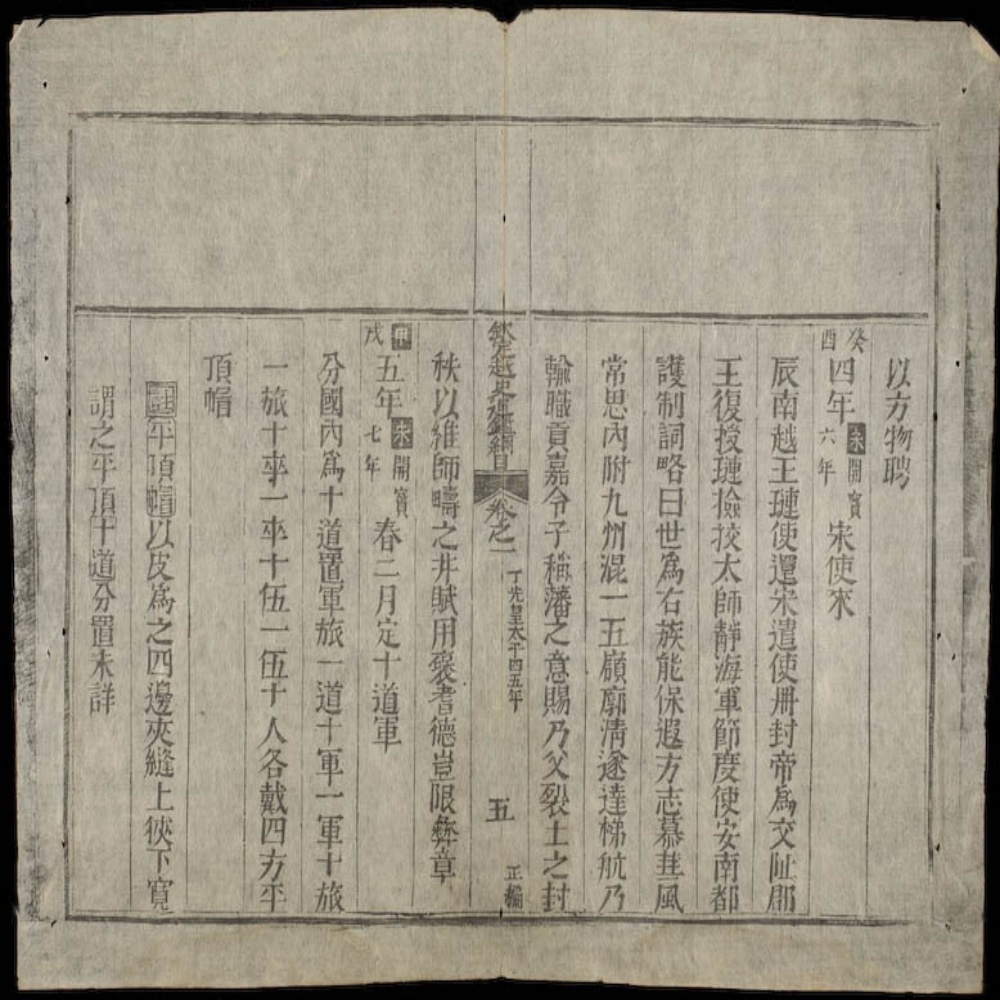 以方物聘
癸酉四年宋開寶六年宋使來
辰南越王璉使還宋遣使册封帝爲交阯郡
王復授璉撿挍太師靜海軍節度使安南都
護制詞略曰世爲右族能保遐方志慕華風
常思內附九州混一五嶺廓清遂達梯航乃
輸職貢嘉令子稱藩之意賜乃父裂土之封
欽定越史通鑑綱目 卷之一 丁先皇太平四五年 五 正編
秩以維師疇之井賦用褒耆德豈限彝章
甲戌五年宋開寶七年春二月定十道軍
分國內爲十道置軍旅一道十軍一軍十旅
一旅十卒一卒十伍一伍十人各戴四方平
頂帽
註平頂帽以皮爲之四邊夾縫上狹下寬
謂之平頂十道分置未詳